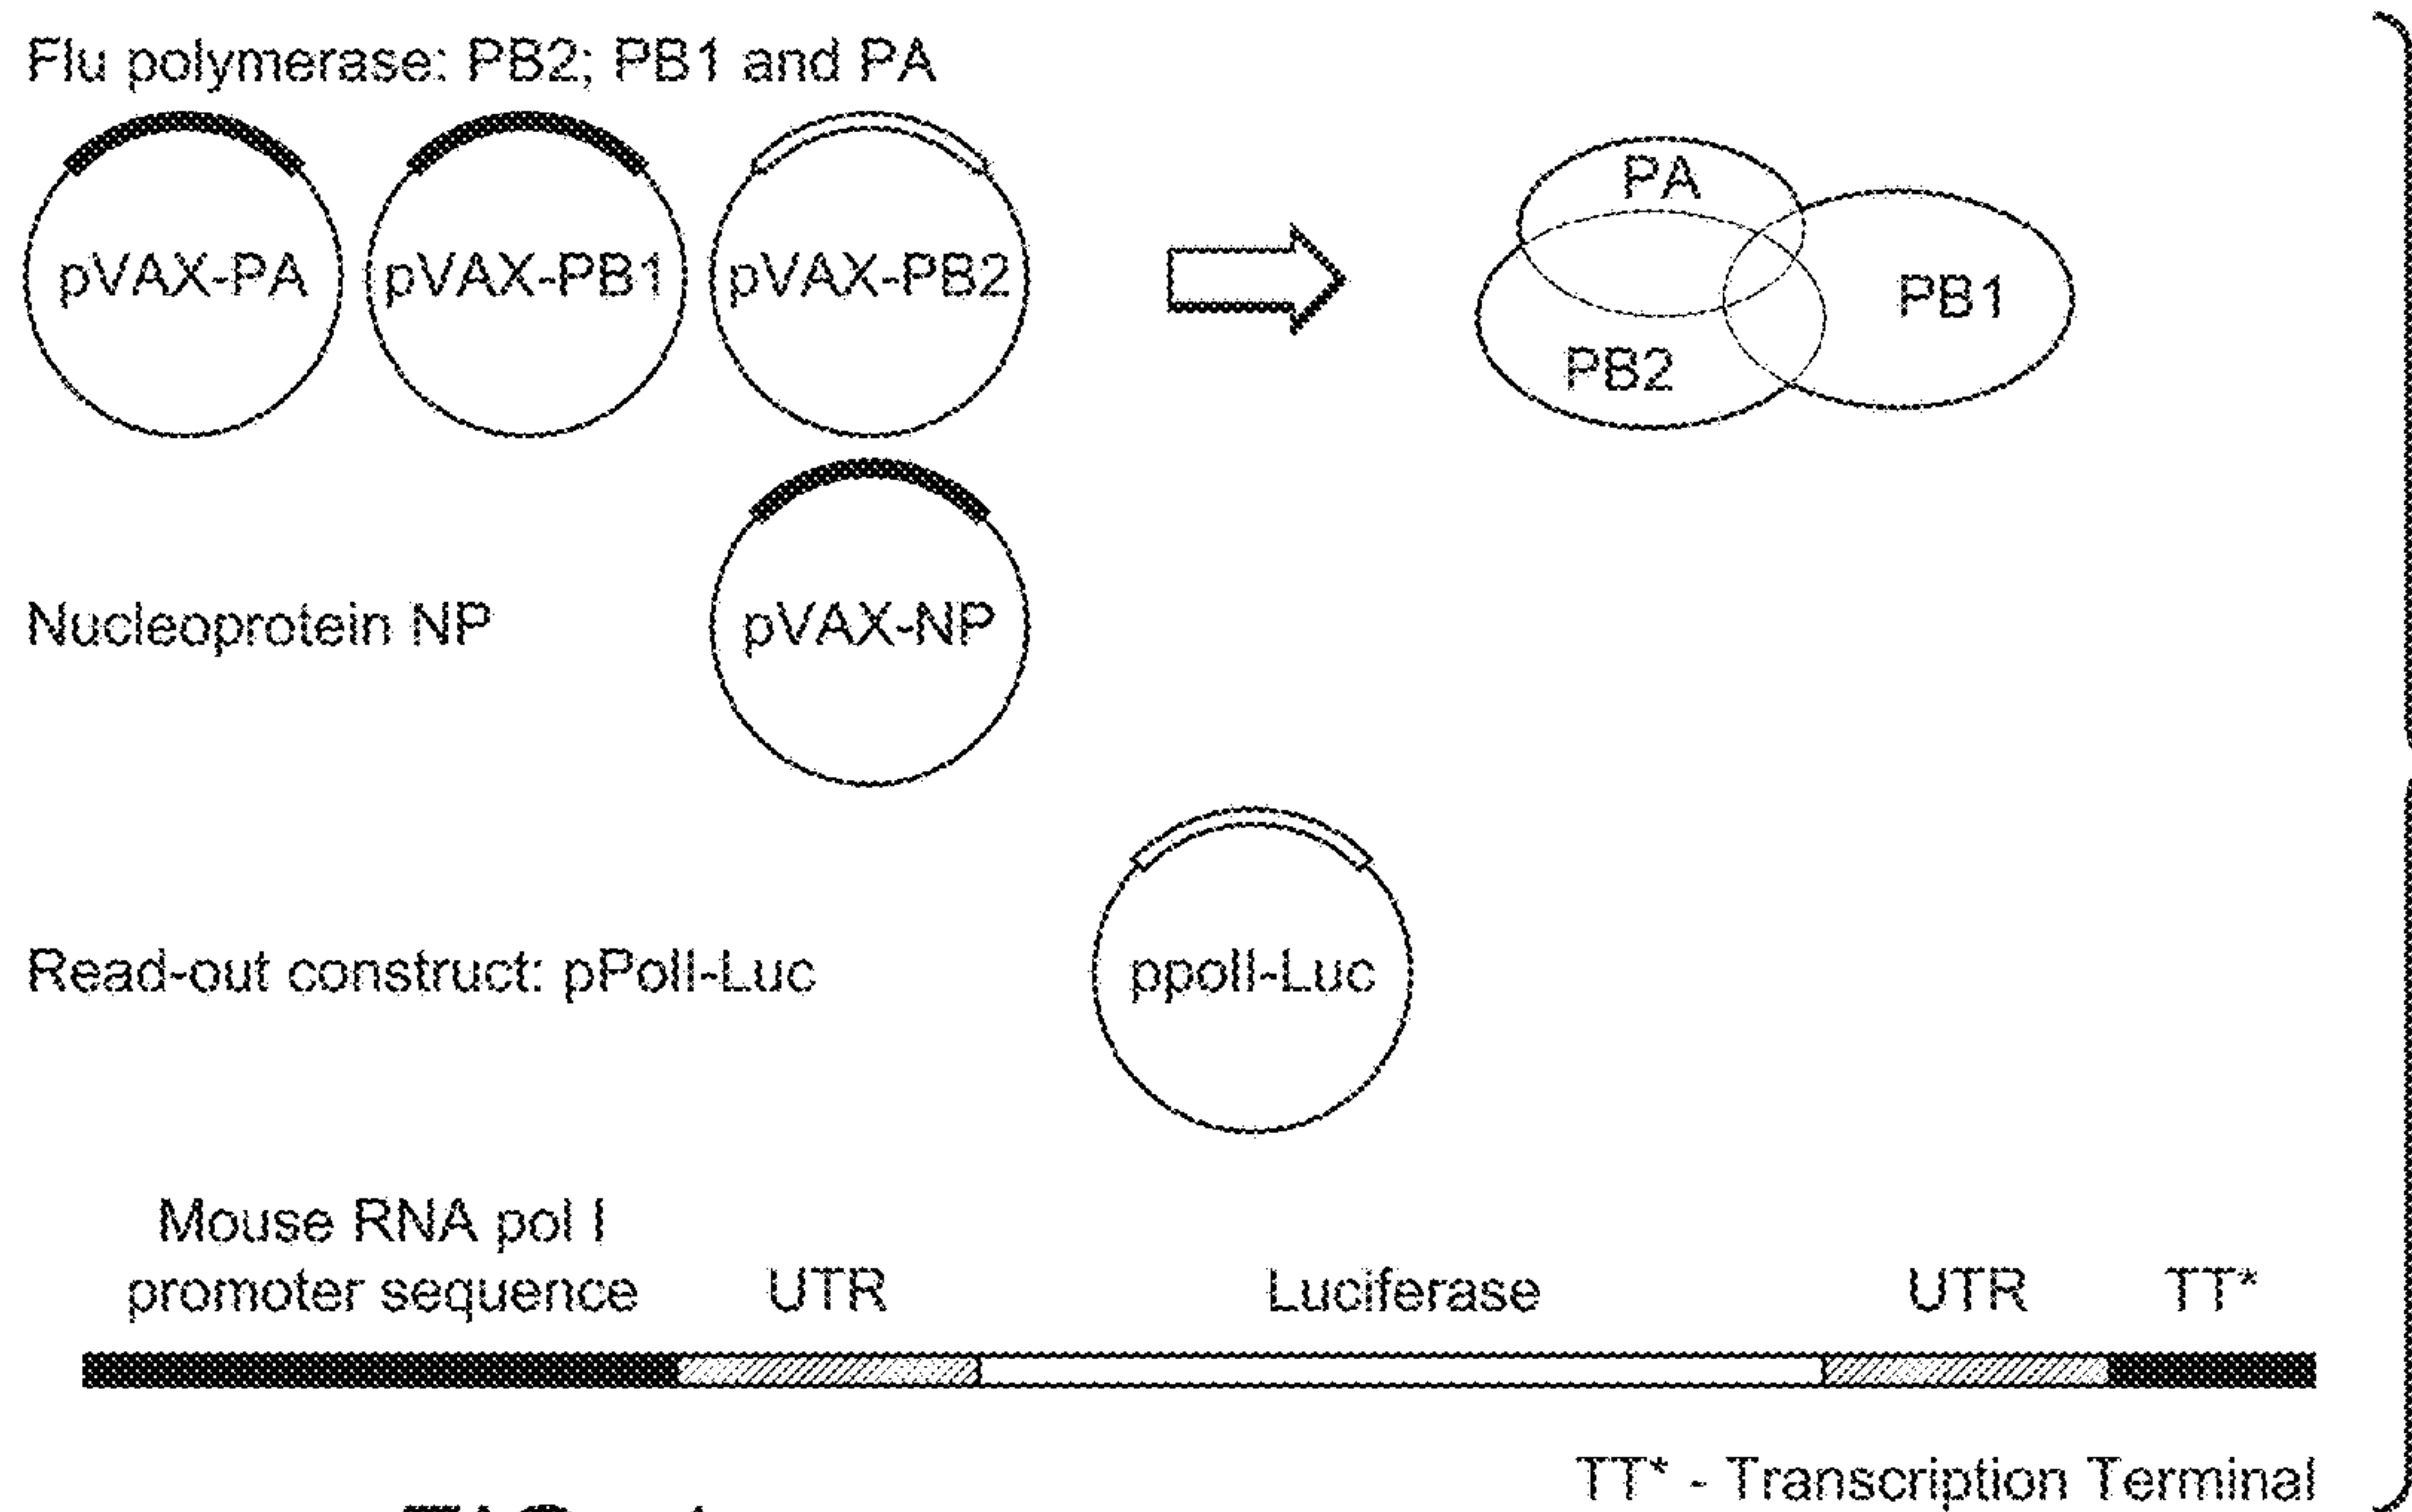 Flu polymerase: PB2; PB1 and PA
pVAX-PA
pVAX-PB1
pVAX-PB2
PA
PB1
PB2
Nucleoprotein NP
pVAX-NP
Read-out construct: pPolI-Luc
ppolI-Luc
Mouse RNA pol I
promoter sequence
UTR
Luciferase
UTR
TT*
TT* - Transcription Terminal